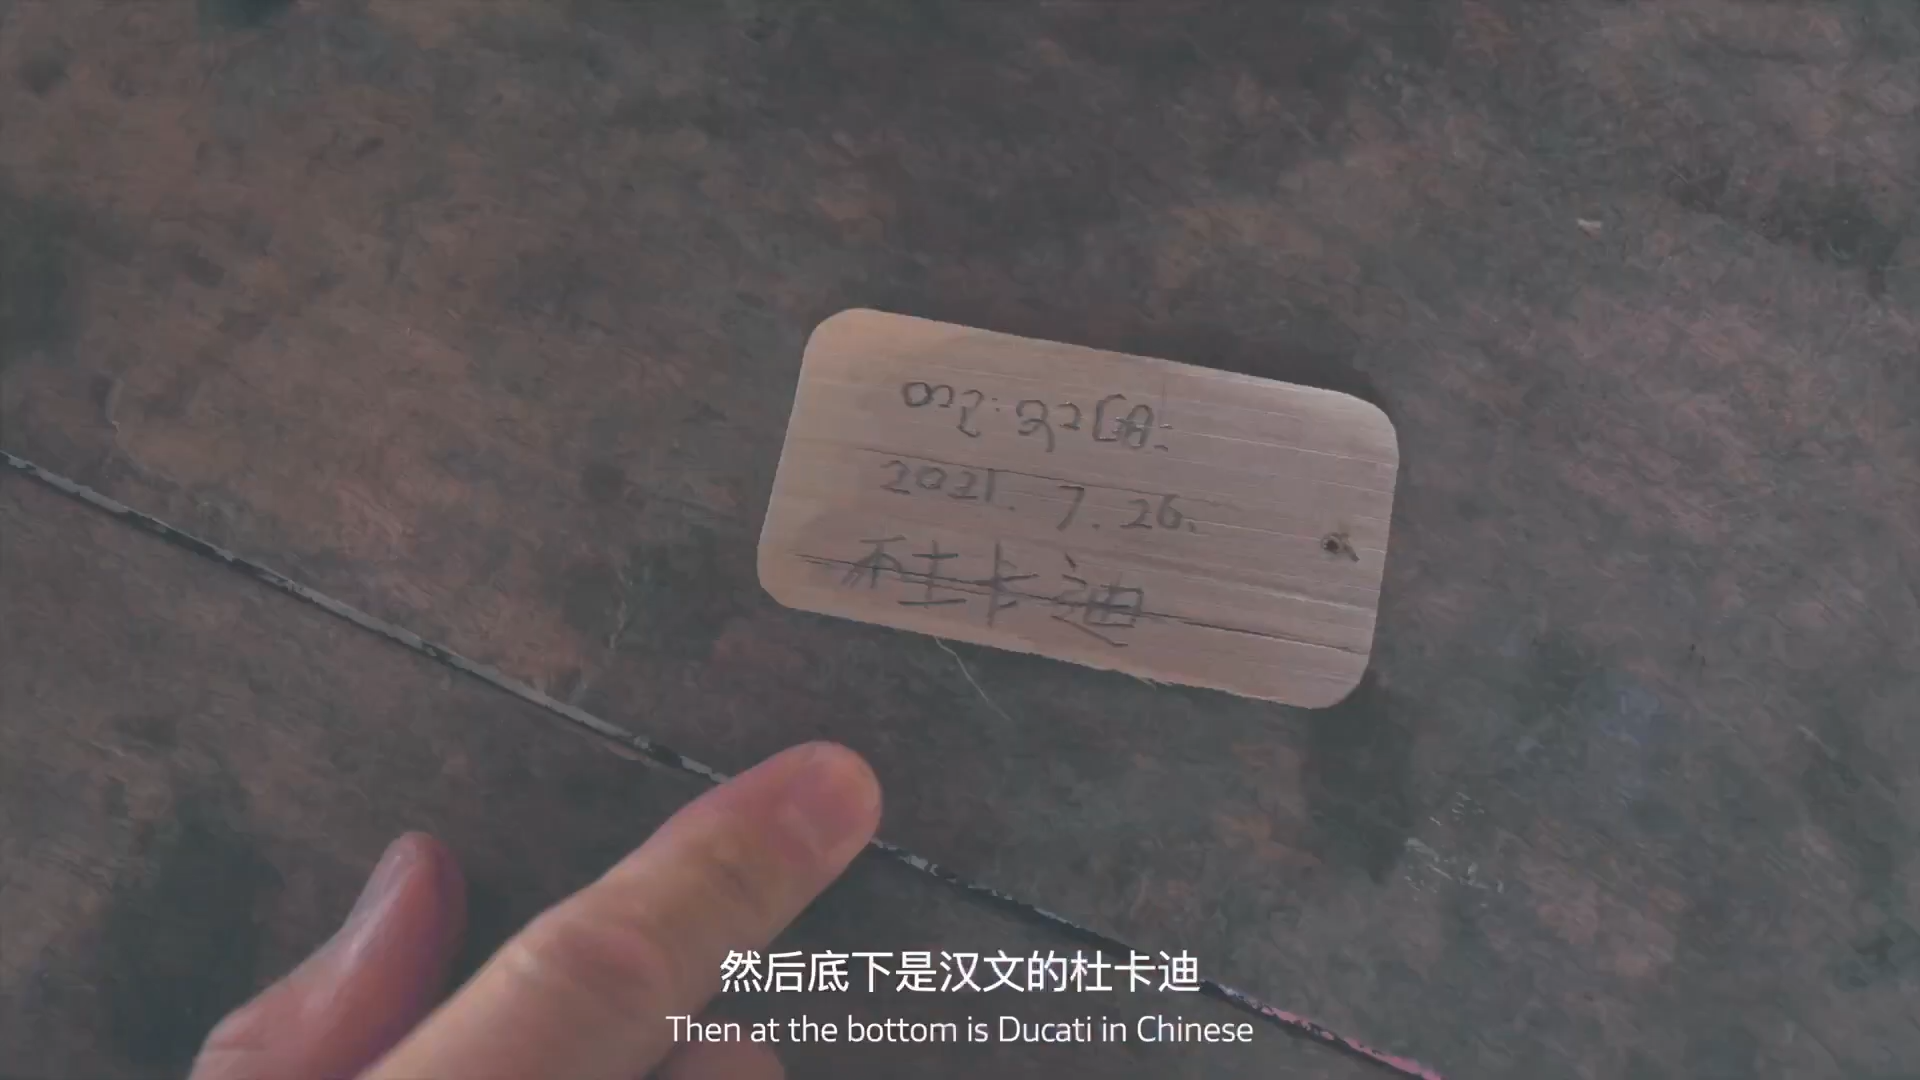 2021. 7. 26.
杜卡迪
然后底下是汉文的杜卡迪
Then at the bottom is Ducati in Chinese